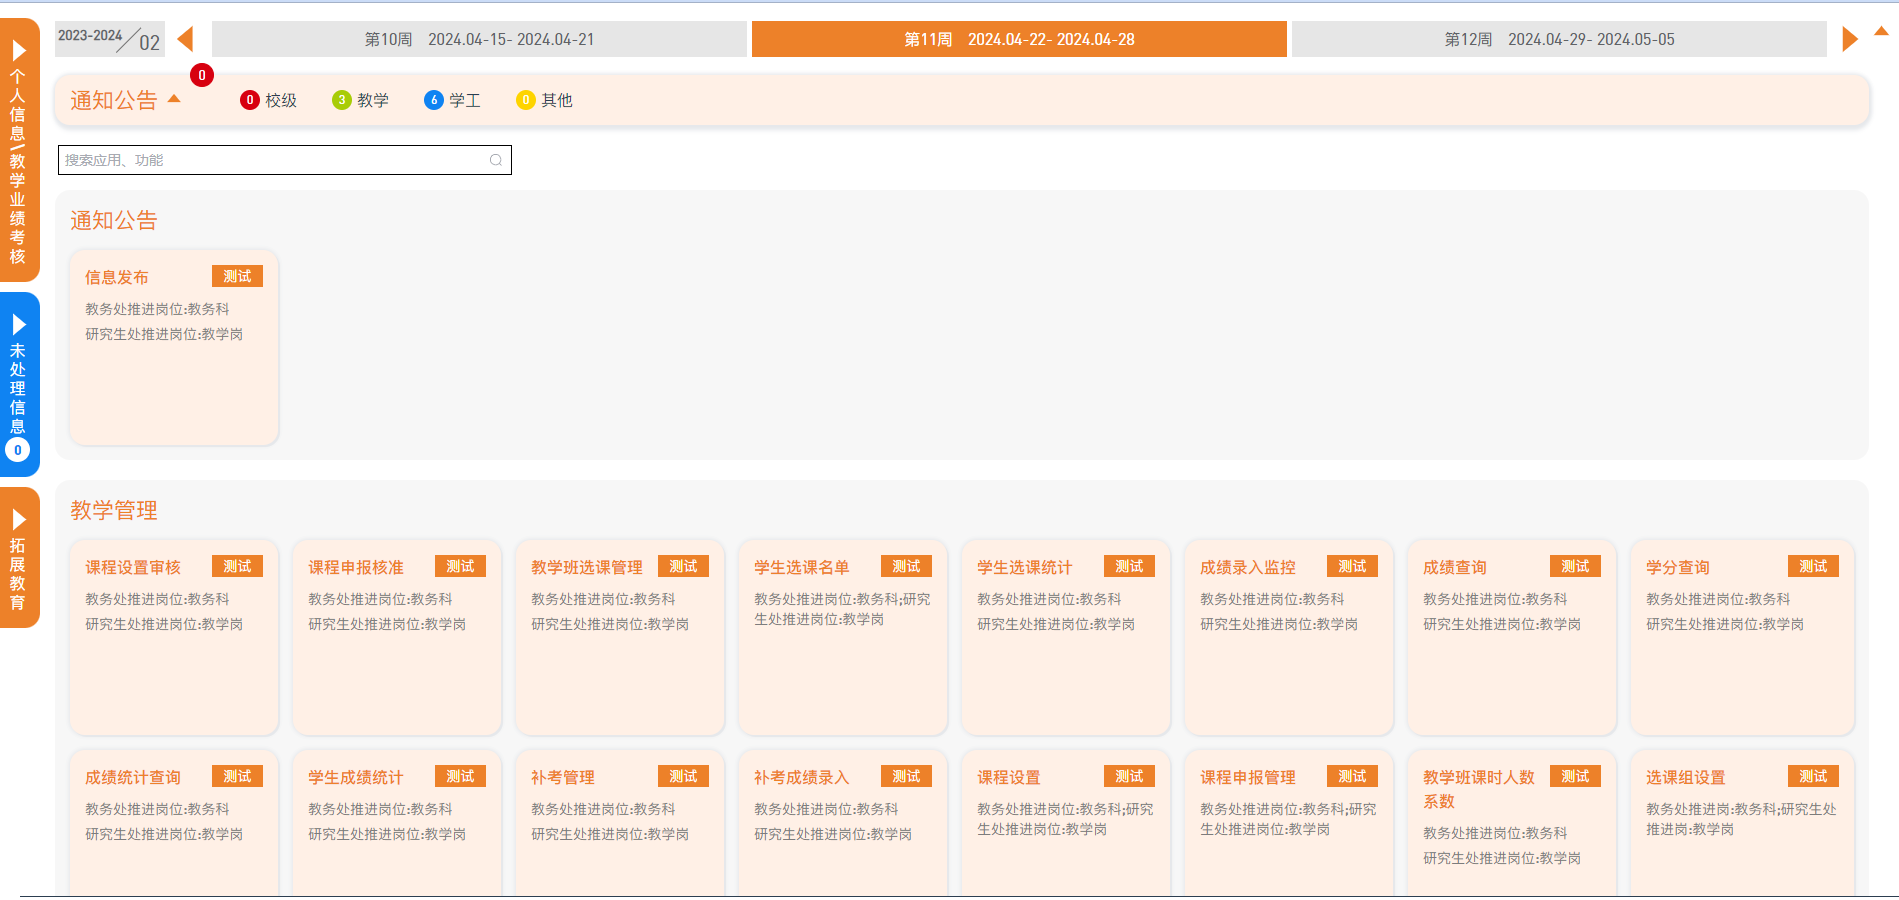 2023-2024/02
第10周 2024.04-15- 2024.04-21
第11周 2024.04-22- 2024.04-28
第12周 2024.04-29- 2024.05-05
个人信息/教学业绩考核
未处理信息
0
拓展教育
通知公告
0
0 校级
3 教学
6 学工
0 其他
搜索应用、功能
通知公告
信息发布
测试
教务处推进岗位:教务科
研究生处推进岗位:教学岗
教学管理
课程设置审核
测试
教务处推进岗位:教务科
研究生处推进岗位:教学岗
课程申报核准
测试
教务处推进岗位:教务科
研究生处推进岗位:教学岗
教学班选课管理
测试
教务处推进岗位:教务科
研究生处推进岗位:教学岗
学生选课名单
测试
教务处推进岗位:教务科;研究
生处推进岗位:教学岗
学生选课统计
测试
教务处推进岗位:教务科
研究生处推进岗位:教学岗
成绩录入监控
测试
教务处推进岗位:教务科
研究生处推进岗位:教学岗
成绩查询
测试
教务处推进岗位:教务科
研究生处推进岗位:教学岗
学分查询
测试
教务处推进岗位:教务科
研究生处推进岗位:教学岗
成绩统计查询
测试
教务处推进岗位:教务科
研究生处推进岗位:教学岗
学生成绩统计
测试
教务处推进岗位:教务科
研究生处推进岗位:教学岗
补考管理
测试
教务处推进岗位:教务科
研究生处推进岗位:教学岗
补考成绩录入
测试
教务处推进岗位:教务科
研究生处推进岗位:教学岗
课程设置
测试
教务处推进岗位:教务科;研究
生处推进岗位:教学岗
课程申报管理
测试
教务处推进岗位:教务科;研究
生处推进岗位:教学岗
教学班课时人数
系数
测试
教务处推进岗位:教务科
研究生处推进岗位:教学岗
选课组设置
测试
教务处推进岗:教务科;研究生处
推进岗:教学岗